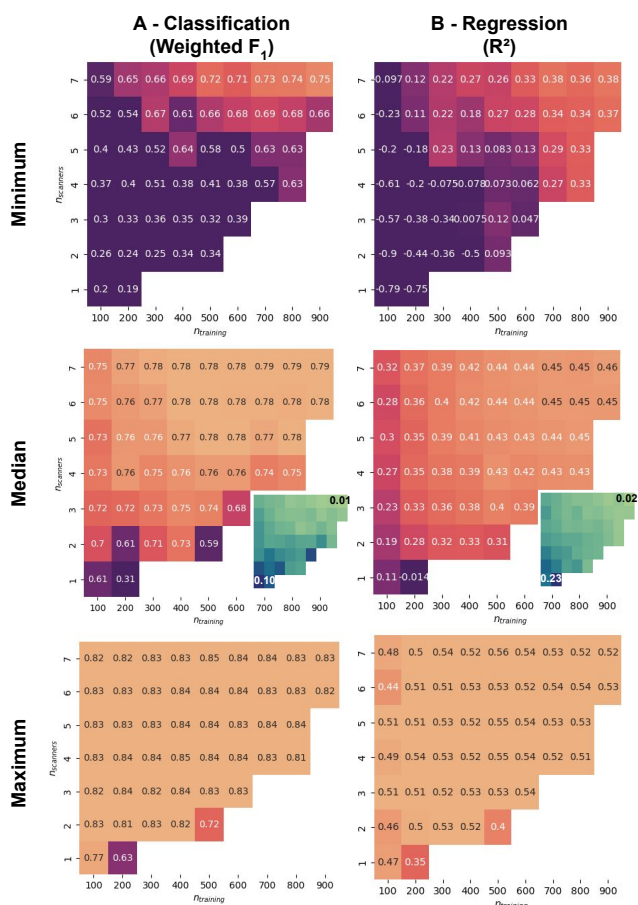 A - Classification
(Weighted F1)
B - Regression
(R²)
Minimum
nscanners
7 0.59 0.65 0.66 0.69 0.72 0.71 0.73 0.74 0.75
6 0.52 0.54 0.67 0.61 0.66 0.68 0.69 0.68 0.66
5 0.4 0.43 0.52 0.64 0.58 0.5 0.63 0.63
4 0.37 0.4 0.51 0.38 0.41 0.38 0.57 0.63
3 0.3 0.33 0.36 0.35 0.32 0.39
2 0.26 0.24 0.25 0.34 0.34
1 0.2 0.19
100 200 300 400 500 600 700 800 900
ntraining
7 -0.097 0.12 0.22 0.27 0.26 0.33 0.38 0.36 0.38
6 -0.23 0.11 0.22 0.18 0.27 0.28 0.34 0.34 0.37
5 -0.2 -0.18 0.23 0.13 0.083 0.13 0.29 0.33
4 -0.61 -0.2 -0.075 -0.078 0.073 0.062 0.27 0.33
3 -0.57 -0.38 -0.34 0.0075 0.12 0.047
2 -0.9 -0.44 -0.36 -0.5 0.093
1 -0.79 -0.75
100 200 300 400 500 600 700 800 900
ntraining
Median
nscanners
7 0.75 0.77 0.78 0.78 0.78 0.79 0.79 0.79 0.79
6 0.75 0.76 0.77 0.78 0.78 0.78 0.78 0.78 0.78
5 0.73 0.76 0.76 0.77 0.78 0.78 0.77 0.78
4 0.73 0.76 0.75 0.76 0.76 0.76 0.74 0.75
3 0.72 0.72 0.73 0.75 0.74 0.68
2 0.7 0.61 0.71 0.73 0.59
1 0.61 0.31
0.01
0.10
100 200 300 400 500 600 700 800 900
ntraining
7 0.32 0.37 0.39 0.42 0.44 0.44 0.45 0.45 0.46
6 0.28 0.36 0.4 0.42 0.44 0.44 0.45 0.45 0.45
5 0.3 0.35 0.39 0.41 0.43 0.43 0.44 0.45
4 0.27 0.35 0.38 0.39 0.43 0.42 0.43 0.43
3 0.23 0.33 0.36 0.38 0.4 0.39
2 0.19 0.28 0.32 0.33 0.31
1 0.11 -0.014
0.02
0.23
100 200 300 400 500 600 700 800 900
ntraining
Maximum
nscanners
7 0.82 0.82 0.83 0.83 0.85 0.84 0.84 0.83 0.83
6 0.83 0.83 0.83 0.84 0.84 0.84 0.83 0.83 0.82
5 0.83 0.83 0.84 0.83 0.84 0.83 0.84 0.84
4 0.83 0.84 0.84 0.85 0.84 0.84 0.83 0.81
3 0.82 0.84 0.82 0.84 0.83 0.83
2 0.83 0.81 0.83 0.82 0.72
1 0.77 0.63
100 200 300 400 500 600 700 800 900
ntraining
7 0.48 0.5 0.54 0.52 0.56 0.54 0.53 0.52 0.52
6 0.44 0.51 0.51 0.53 0.53 0.52 0.54 0.54 0.53
5 0.51 0.51 0.53 0.52 0.55 0.54 0.53 0.53
4 0.49 0.54 0.53 0.52 0.55 0.54 0.52 0.51
3 0.51 0.51 0.52 0.53 0.53 0.54
2 0.46 0.5 0.53 0.52 0.4
1 0.47 0.35
100 200 300 400 500 600 700 800 900
ntraining